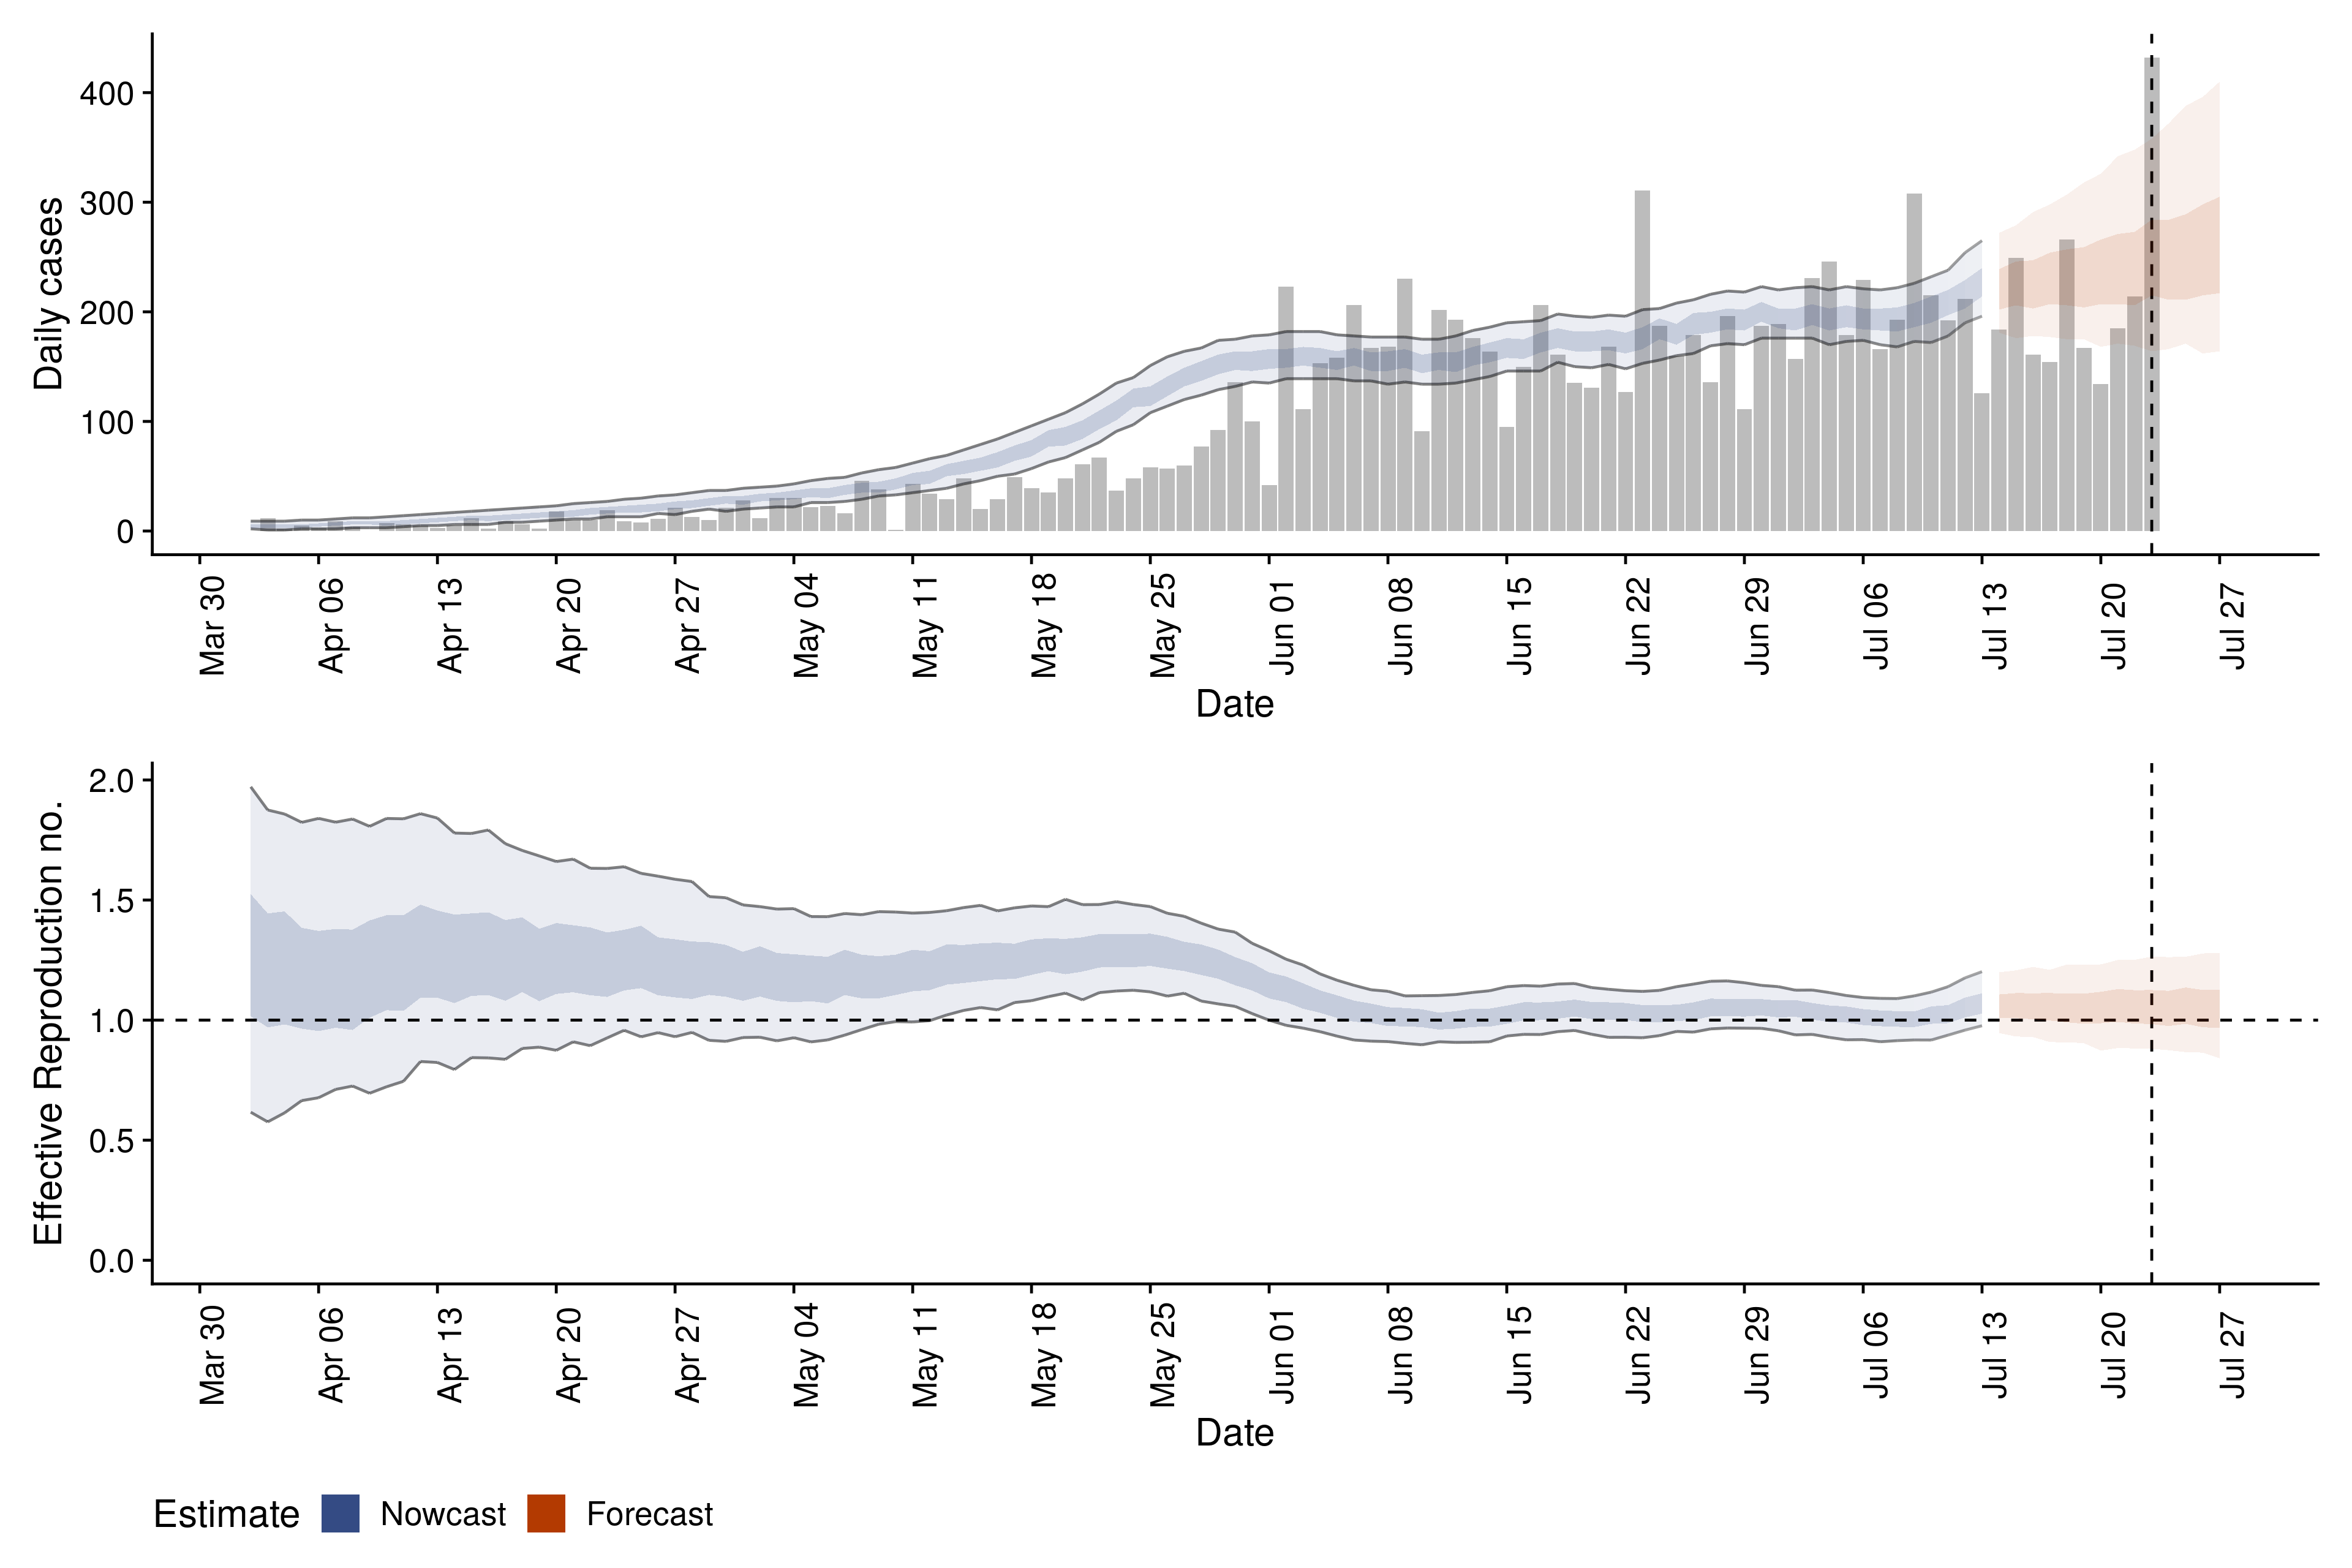 Daily cases
400
300
200
100
0
Mar 30
Apr 06
Apr 13
Apr 20
Apr 27
May 04
May 11
May 18
May 25
Jun 01
Jun 08
Jun 15
Jun 22
Jun 29
Jul 06
Jul 13
Jul 20
Jul 27
Date
Effective Reproduction no.
2.0
1.5
1.0
0.5
0.0
Mar 30
Apr 06
Apr 13
Apr 20
Apr 27
May 04
May 11
May 18
May 25
Jun 01
Jun 08
Jun 15
Jun 22
Jun 29
Jul 06
Jul 13
Jul 20
Jul 27
Date
Estimate Nowcast Forecast